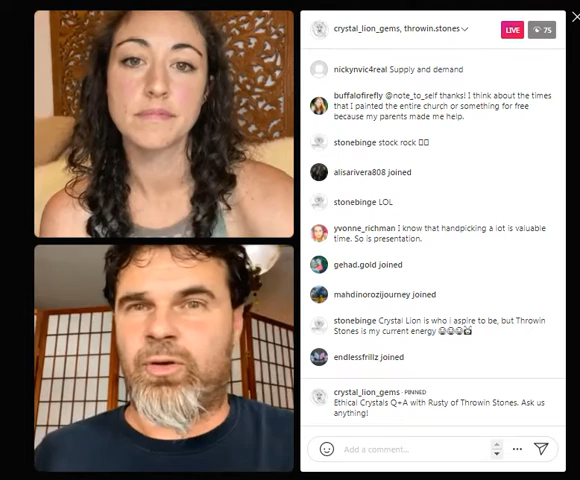 crystal_lion_gems, throwin.stones
LIVE
75
nickynvic4real Supply and demand
buffalofirefly @note_to_self thanks! I think about the times
that I painted the entire church or something for free
because my parents made me help.
stonebinge stock rock
alisarivera808 joined
stonebinge LOL
yvonne_richman I know that handpicking a lot is valuable
time. So is presentation.
gehad.gold joined
mahdinorozijourney joined
stonebinge Crystal Lion is who i aspire to be, but Throwin
Stones is my current energy
endlessfrillz joined
crystal_lion_gems · PINNED
Ethical Crystals Q+A with Rusty of Throwin Stones. Ask us
anything!
Add a comment...